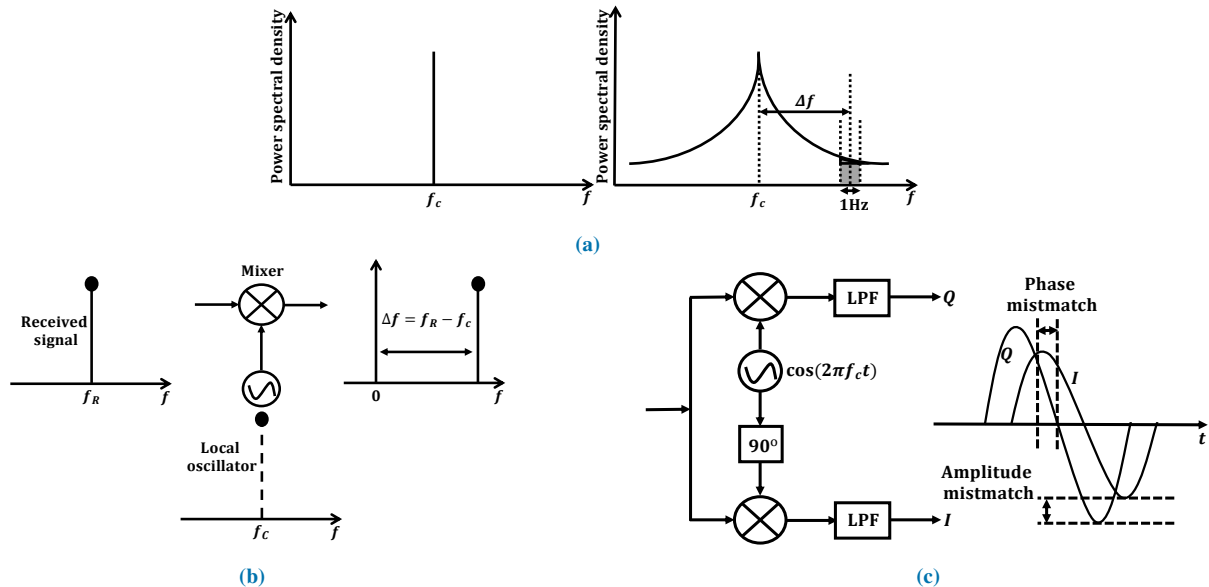 Power spectral density
f_c
f
Power spectral density
Δf
f_c
1Hz
f
(a)
Received
signal
f_R
f
Mixer
Local
oscillator
f_C
f
Δf = f_R − f_c
0
f
(b)
LPF
Q
cos(2πf_ct)
90°
LPF
I
Phase
mistmatch
Q
I
t
Amplitude
mistmatch
(c)